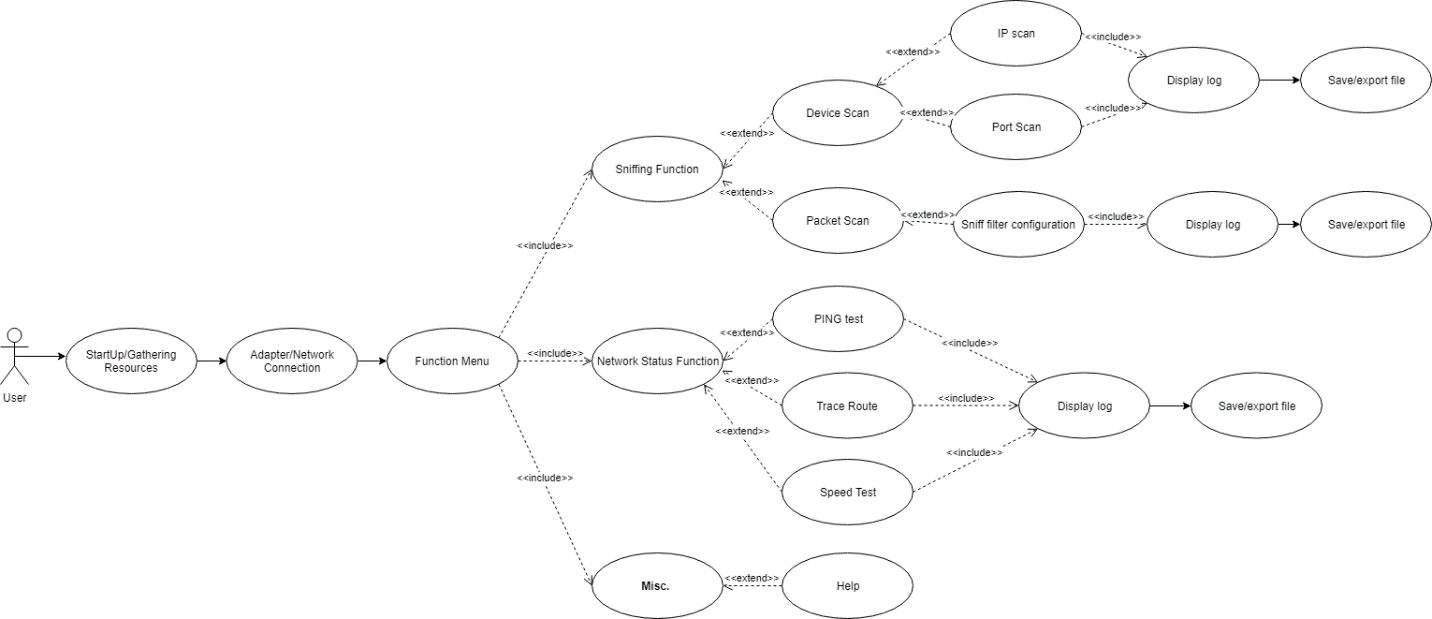 IP scan
<<include>>
<<extend>>
Display log
Save/export file
Device Scan
<<extend>>
<<include>>
Port Scan
<<extend>>
Sniffing Function
<<extend>>
Packet Scan
<<extend>>
Sniff filter configuration
<<include>>
Display log
Save/export file
<<include>>
PING test
<<extend>>
<<include>>
User
StartUp/Gathering
Resources
Adapter/Network
Connection
Function Menu
<<include>>
Network Status Function
<<extend>>
Trace Route
<<include>>
Display log
Save/export file
<<extend>>
<<include>>
Speed Test
<<include>>
Misc.
<<extend>>
Help